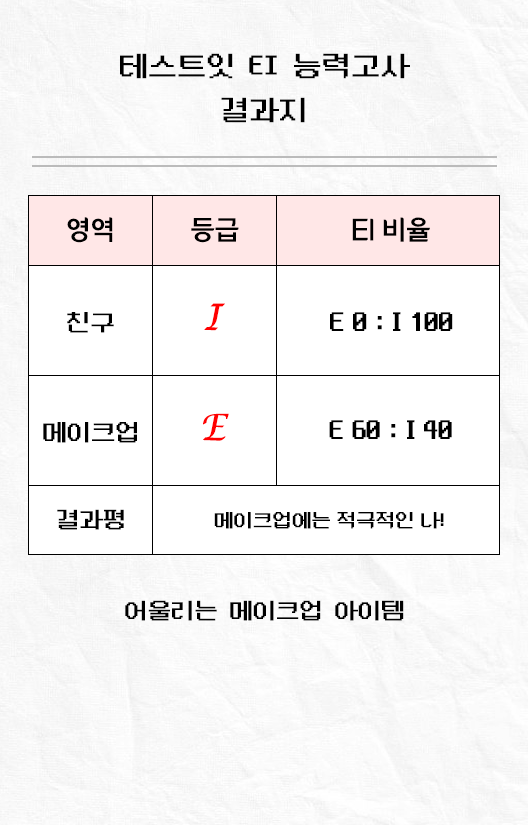 테스트잇 EI 능력고사
결과지
영역 등급 EI 비율
친구 I E 0 : I 100
메이크업 E E 60 : I 40
결과평 메이크업에는 적극적인 나!
어울리는 메이크업 아이템